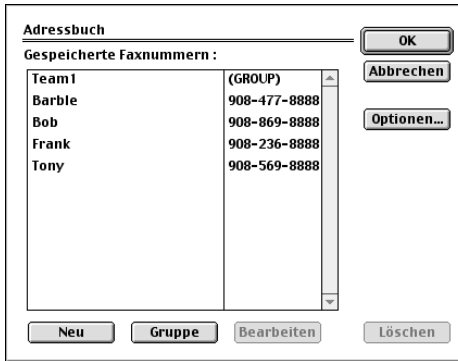 Adressbuch
OK
Gespeicherte Faxnummern :
Abbrechen
Team1 (GROUP)
Barble 908-477-8888
Bob 908-869-8888
Optionen...
Frank 908-236-8888
Tony 908-569-8888
Neu Gruppe Bearbeiten Löschen